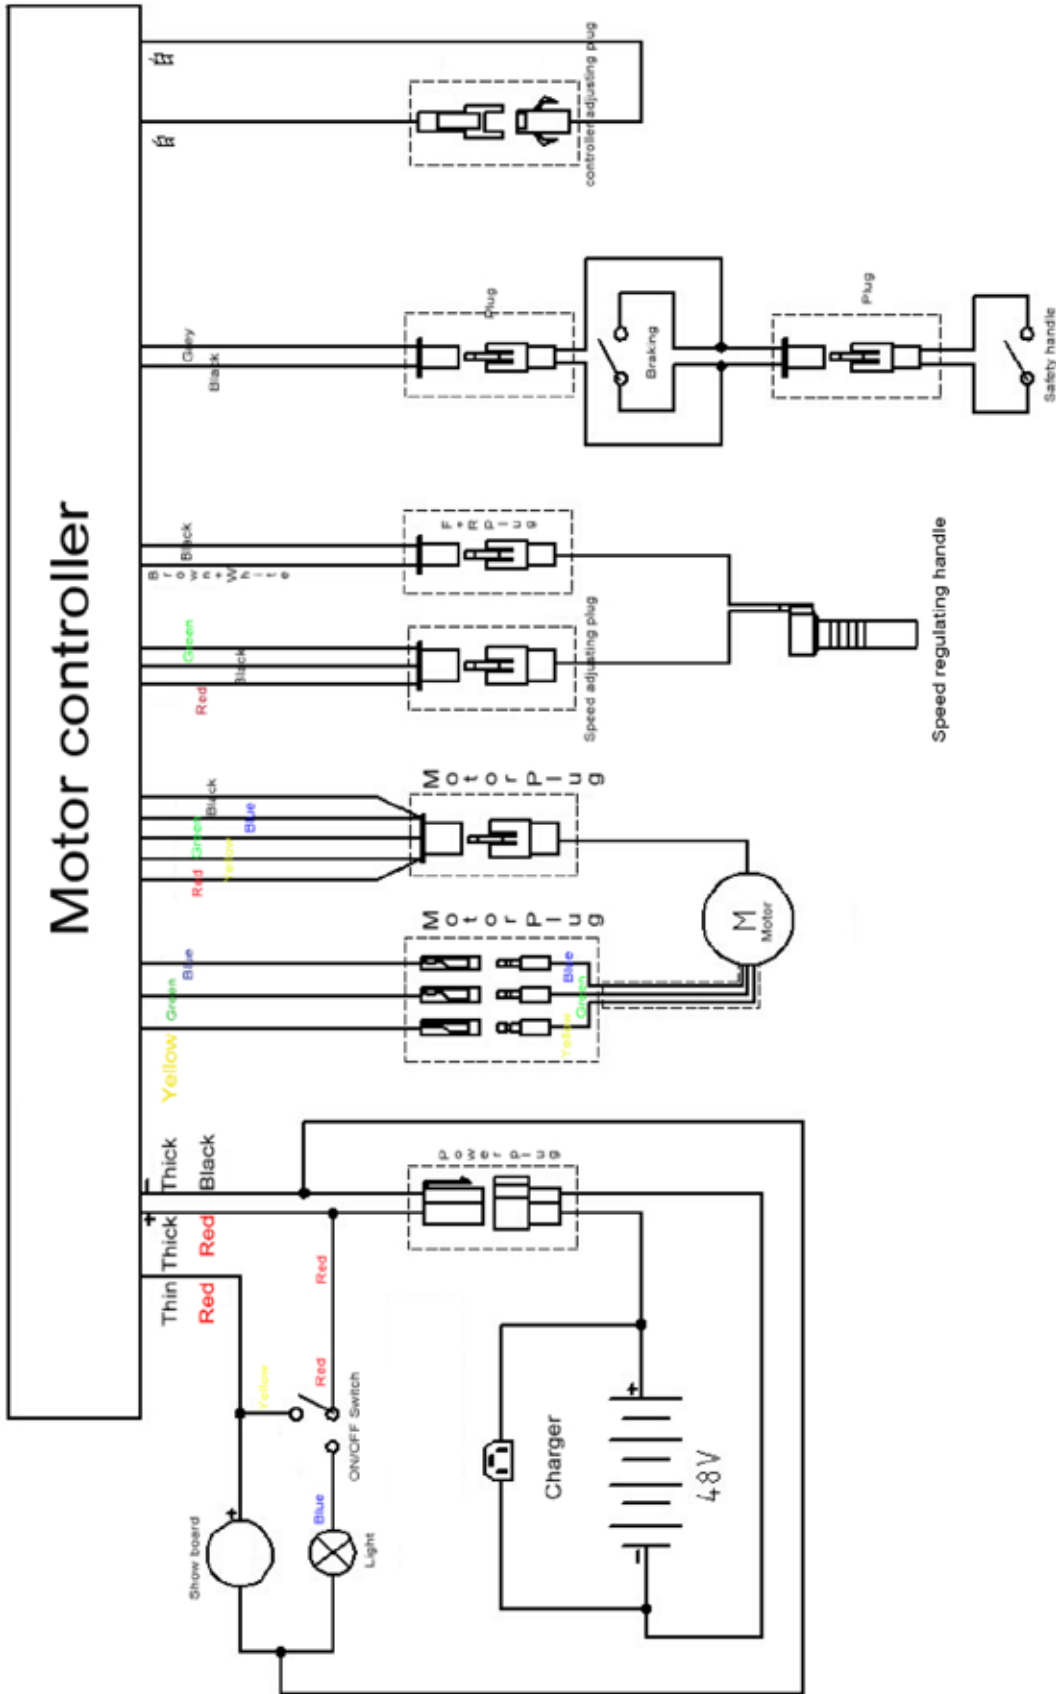 Motor controller
controller adjusting plug
Grey
Black
Plug
Braking
Plug
Safety handle
Black
Brown+White
F+R Plug
Green
Black
Red
Speed adjusting plug
Speed regulating handle
Black
Blue
Green
Yellow
Red
Motor Plug
M
Motor
Blue
Green
Yellow
Motor Plug
Blue
Green
Yellow
- Thick Black
+ Thick Red
Thin Red
Power plug
Red
Red
Yellow
ON/OFF Switch
Blue
Light
+
Show board
Charger
+
48V
-